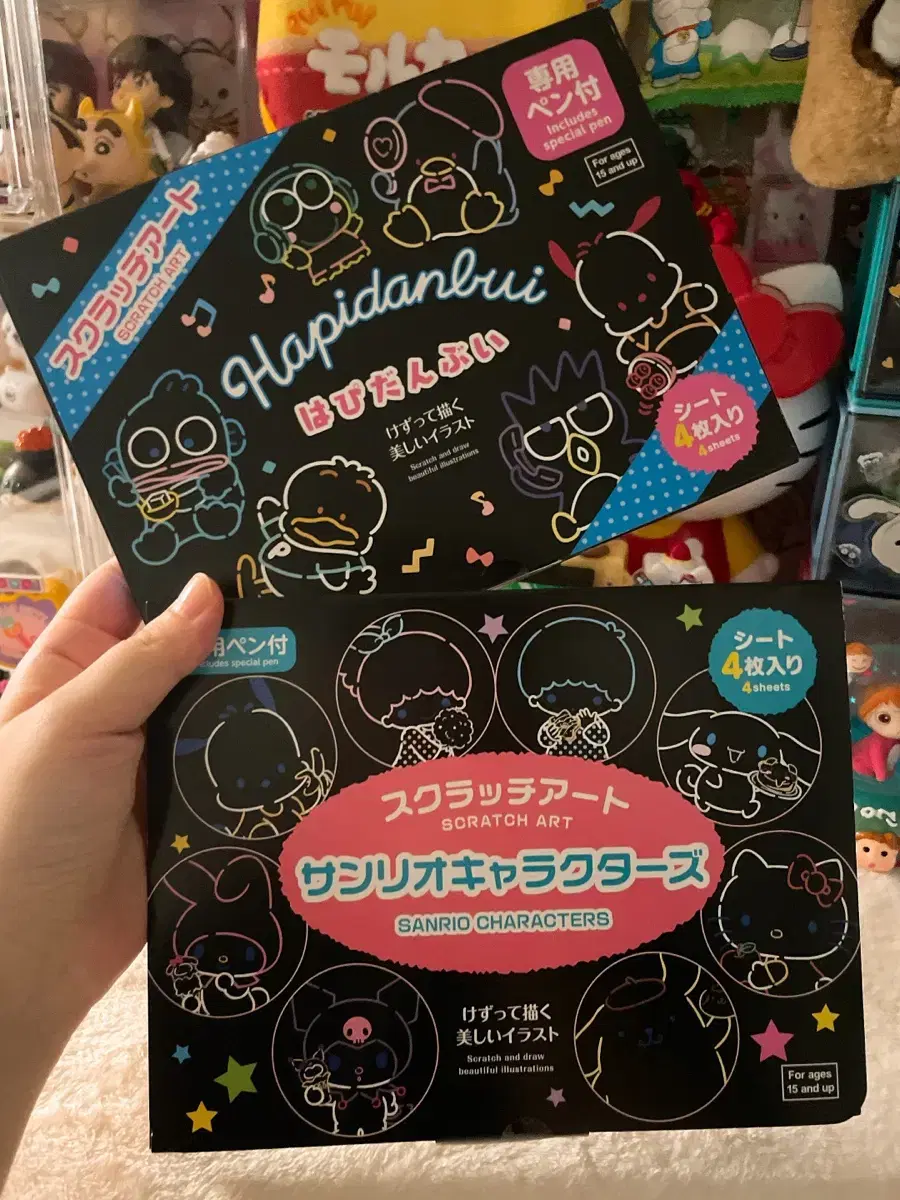 PUI PUI
モルカ
専用
ペン付
Includes
special pen
For ages
15 and up
スクラッチアート
SCRATCH ART
Hapidanbui
はぴだんぶい
けずって描く
美しいイラスト
Scratch and draw
beautiful illustrations
シート
4枚入り
4sheets
用ペン付
cludes special pen
シート
4枚入り
4sheets
スクラッチアート
SCRATCH ART
サンリオキャラクターズ
SANRIO CHARACTERS
けずって描く
美しいイラスト
Scratch and draw
beautiful illustrations
For ages
15 and up